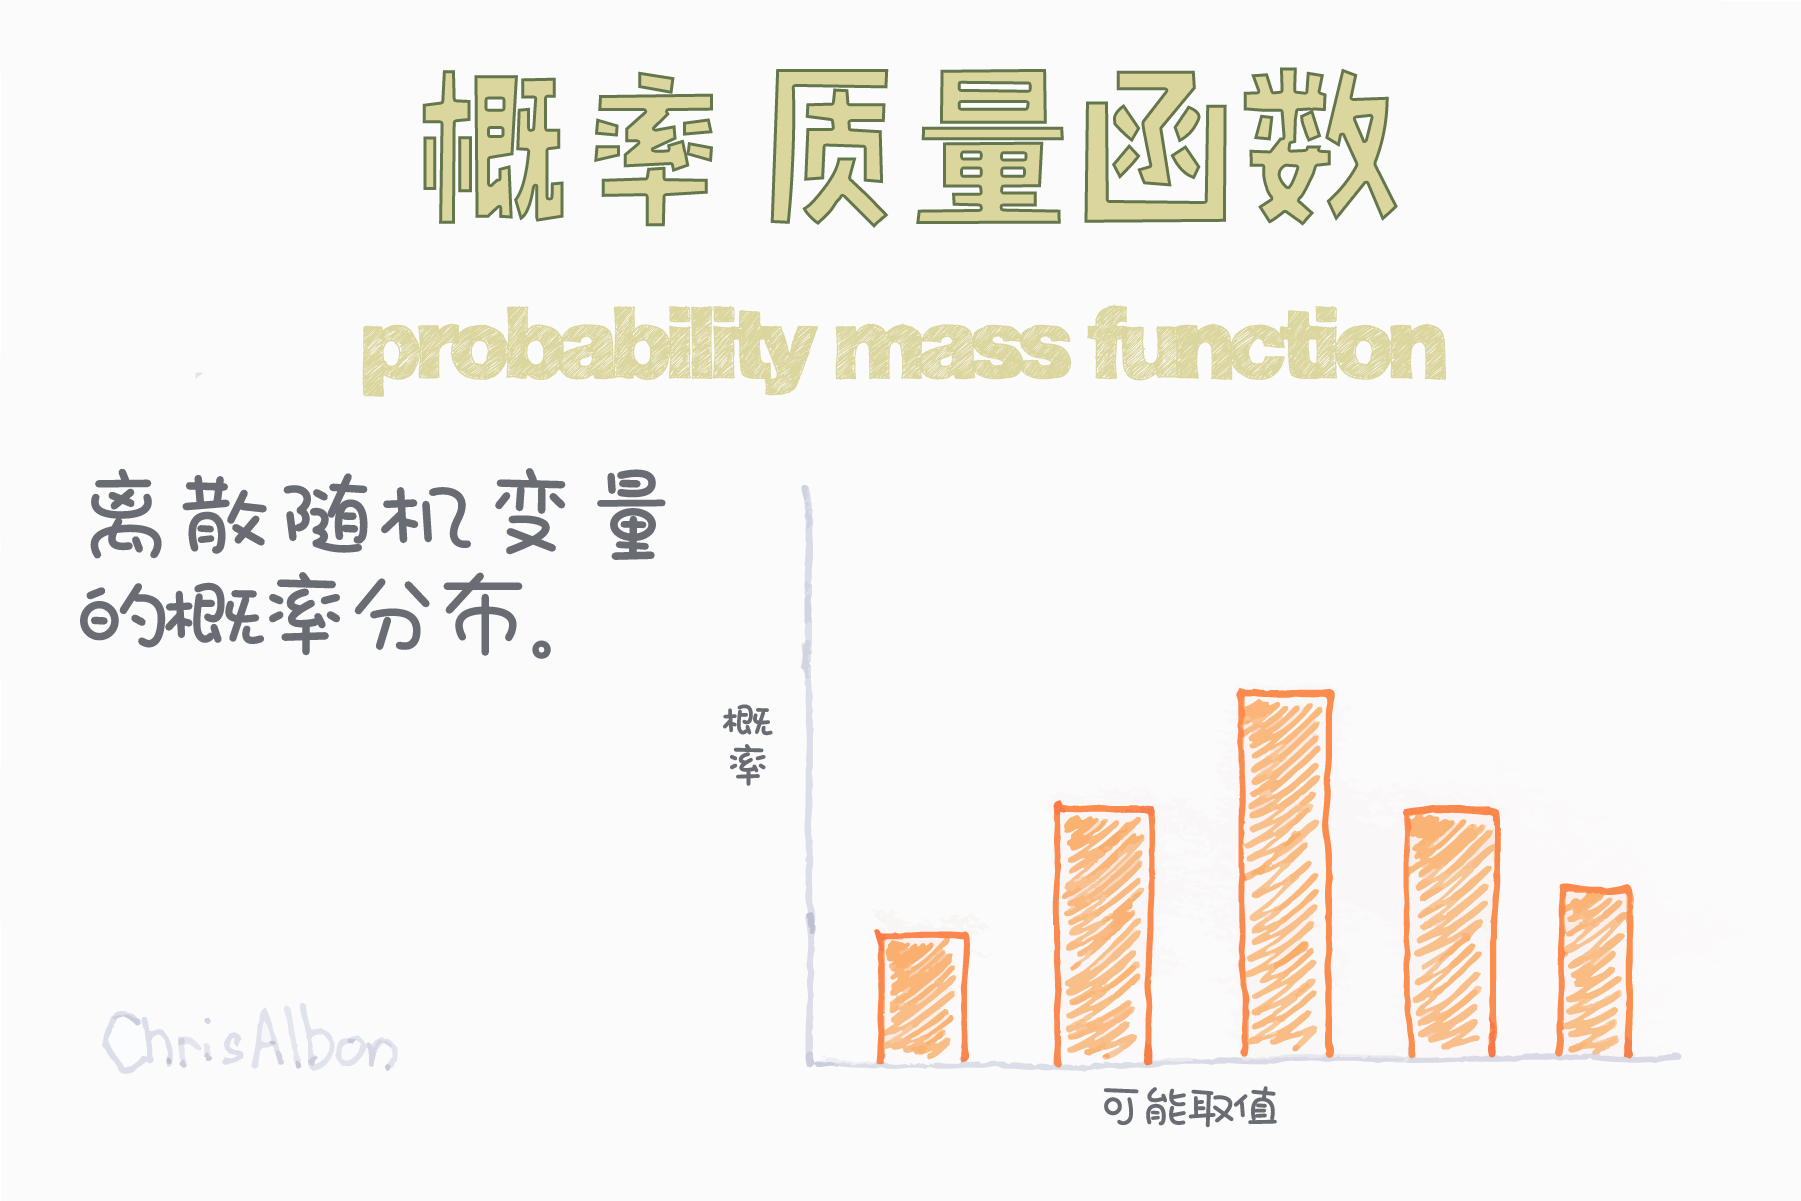 概率质量函数
probability mass function
离散随机变量
的概率分布。
概
率
可能取值
ChrisAlbon